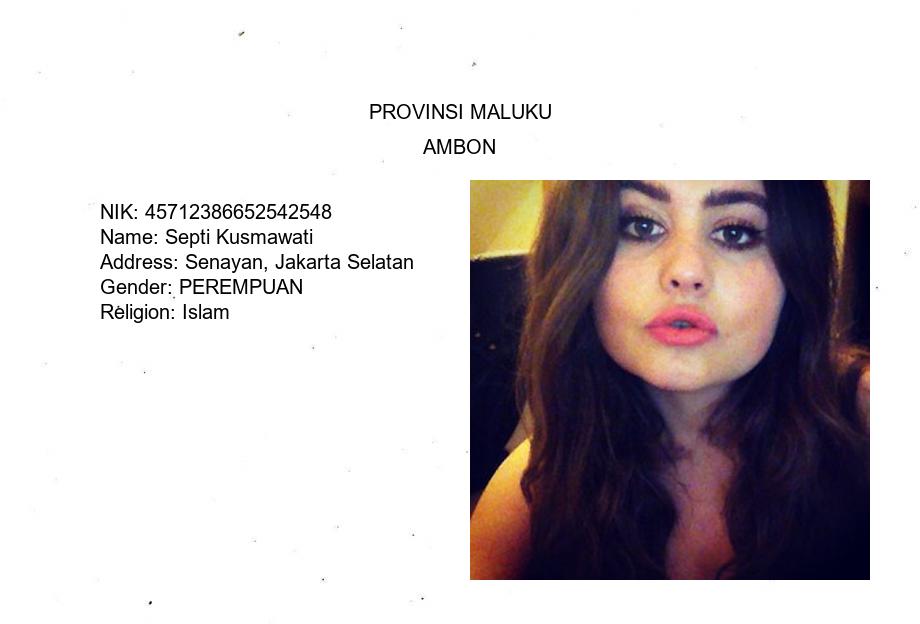 PROVINSI MALUKU
AMBON
NIK: 45712386652542548
Name: Septi Kusmawati
Address: Senayan, Jakarta Selatan
Gender: PEREMPUAN
Religion: Islam